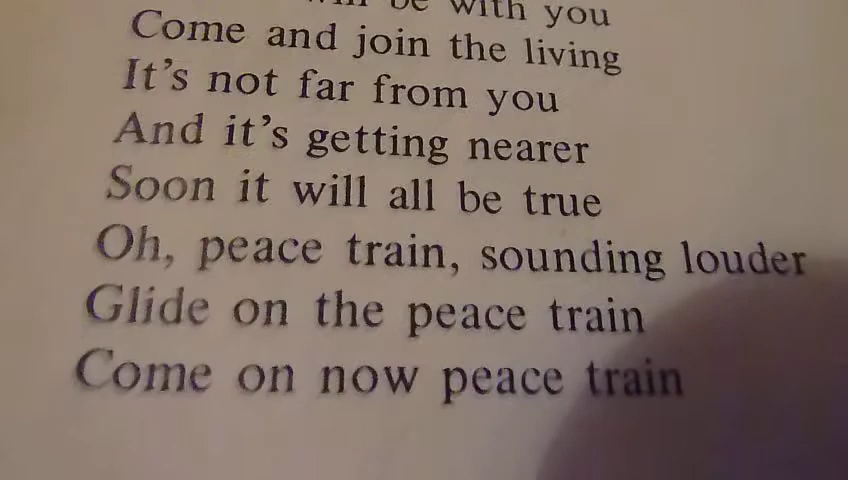 be with you
Come and join the living
It's not far from you
And it's getting nearer
Soon it will all be true
Oh, peace train, sounding louder
Glide on the peace train
Come on now peace train